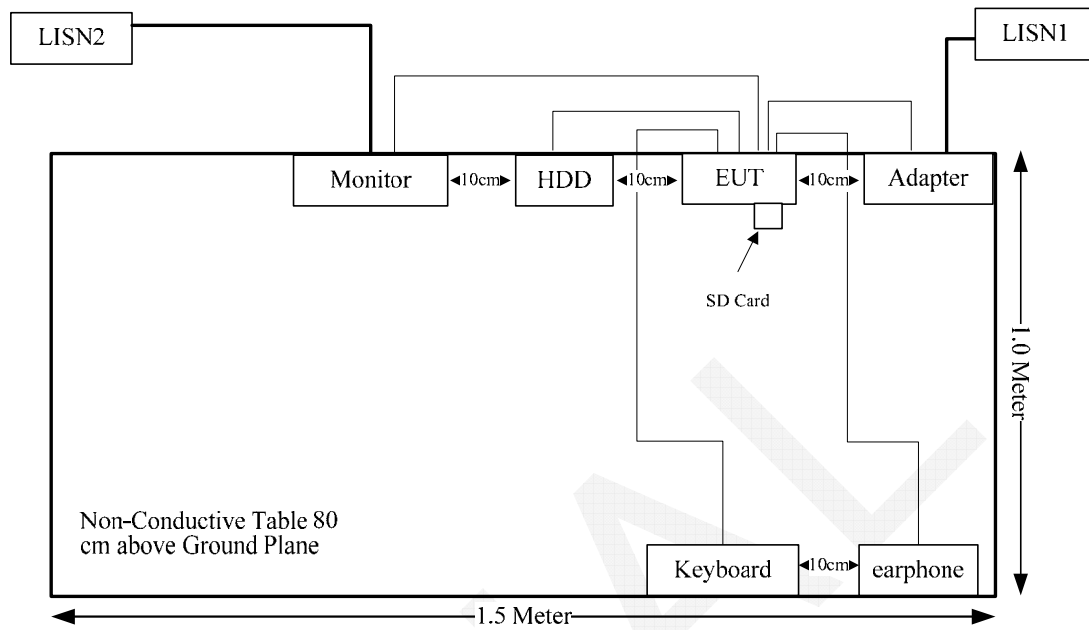 LISN2
LISN1
Monitor
10cm
HDD
10cm
EUT
10cm
Adapter
SD Card
1.0 Meter
Non-Conductive Table 80
cm above Ground Plane
Keyboard
10cm
earphone
1.5 Meter